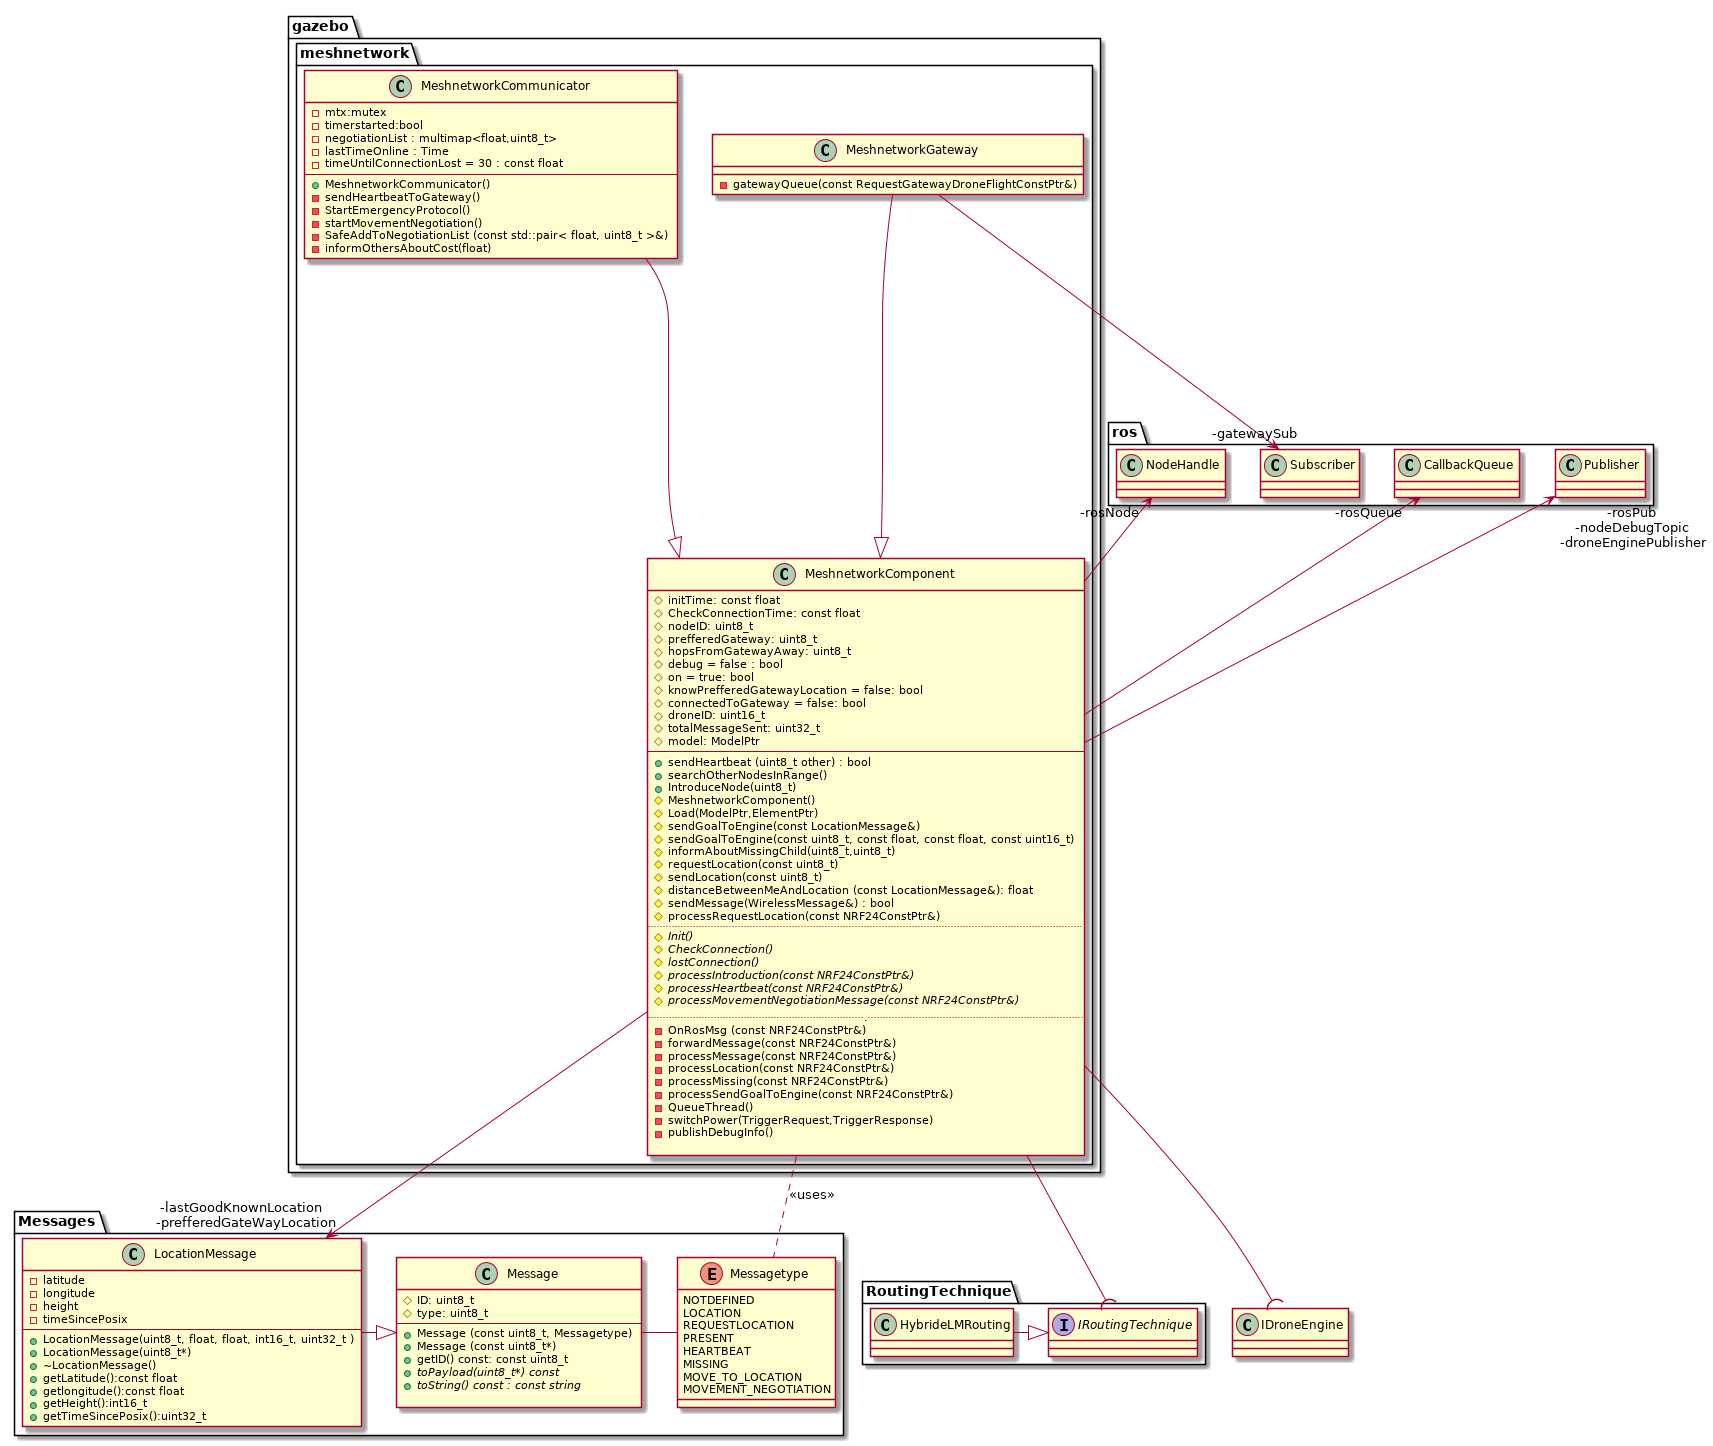 gazebo
meshnetwork
C MeshnetworkCommunicator
mtx:mutex
timerstarted:bool
negotiationList : multimap<float,uint8_t>
lastTimeOnline : Time
timeUntilConnectionLost = 30 : const float
MeshnetworkCommunicator()
sendHeartbeatToGateway()
StartEmergencyProtocol()
startMovementNegotiation()
SafeAddToNegotiationList (const std::pair< float, uint8_t >&)
informOthersAboutCost(float)
C MeshnetworkGateway
gatewayQueue(const RequestGatewayDroneFlightConstPtr&)
ros
-gatewaySub
C NodeHandle
C Subscriber
C CallbackQueue
C Publisher
-rosNode
-rosQueue
-rosPub
-nodeDebugTopic
-droneEnginePublisher
C MeshnetworkComponent
initTime: const float
CheckConnectionTime: const float
nodeID: uint8_t
prefferedGateway: uint8_t
hopsFromGatewayAway: uint8_t
debug = false : bool
on = true: bool
knowPrefferedGatewayLocation = false: bool
connectedToGateway = false: bool
droneID: uint16_t
totalMessageSent: uint32_t
model: ModelPtr
sendHeartbeat (uint8_t other) : bool
searchOtherNodesInRange()
IntroduceNode(uint8_t)
MeshnetworkComponent()
Load(ModelPtr,ElementPtr)
sendGoalToEngine(const LocationMessage&)
sendGoalToEngine(const uint8_t, const float, const float, const uint16_t)
informAboutMissingChild(uint8_t,uint8_t)
requestLocation(const uint8_t)
sendLocation(const uint8_t)
distanceBetweenMeAndLocation (const LocationMessage&): float
sendMessage(WirelessMessage&) : bool
processRequestLocation(const NRF24ConstPtr&)
Init()
CheckConnection()
lostConnection()
processIntroduction(const NRF24ConstPtr&)
processHeartbeat(const NRF24ConstPtr&)
processMovementNegotiationMessage(const NRF24ConstPtr&)
.
OnRosMsg (const NRF24ConstPtr&)
forwardMessage(const NRF24ConstPtr&)
processMessage(const NRF24ConstPtr&)
processLocation(const NRF24ConstPtr&)
processMissing(const NRF24ConstPtr&)
processSendGoalToEngine(const NRF24ConstPtr&)
QueueThread()
switchPower(TriggerRequest,TriggerResponse)
publishDebugInfo()
«uses»
-lastGoodKnownLocation
-prefferedGateWayLocation
Messages
C LocationMessage
latitude
longitude
height
timeSincePosix
LocationMessage(uint8_t, float, float, int16_t, uint32_t )
LocationMessage(uint8_t*)
~LocationMessage()
getLatitude():const float
getlongitude():const float
getHeight():int16_t
getTimeSincePosix():uint32_t
C Message
ID: uint8_t
type: uint8_t
Message (const uint8_t, Messagetype)
Message (const uint8_t*)
getID() const: const uint8_t
toPayload(uint8_t*) const
toString() const : const string
E Messagetype
NOTDEFINED
LOCATION
REQUESTLOCATION
PRESENT
HEARTBEAT
MISSING
MOVE_TO_LOCATION
MOVEMENT_NEGOTIATION
RoutingTechnique
C HybrideLMRouting
I IRoutingTechnique
C IDroneEngine